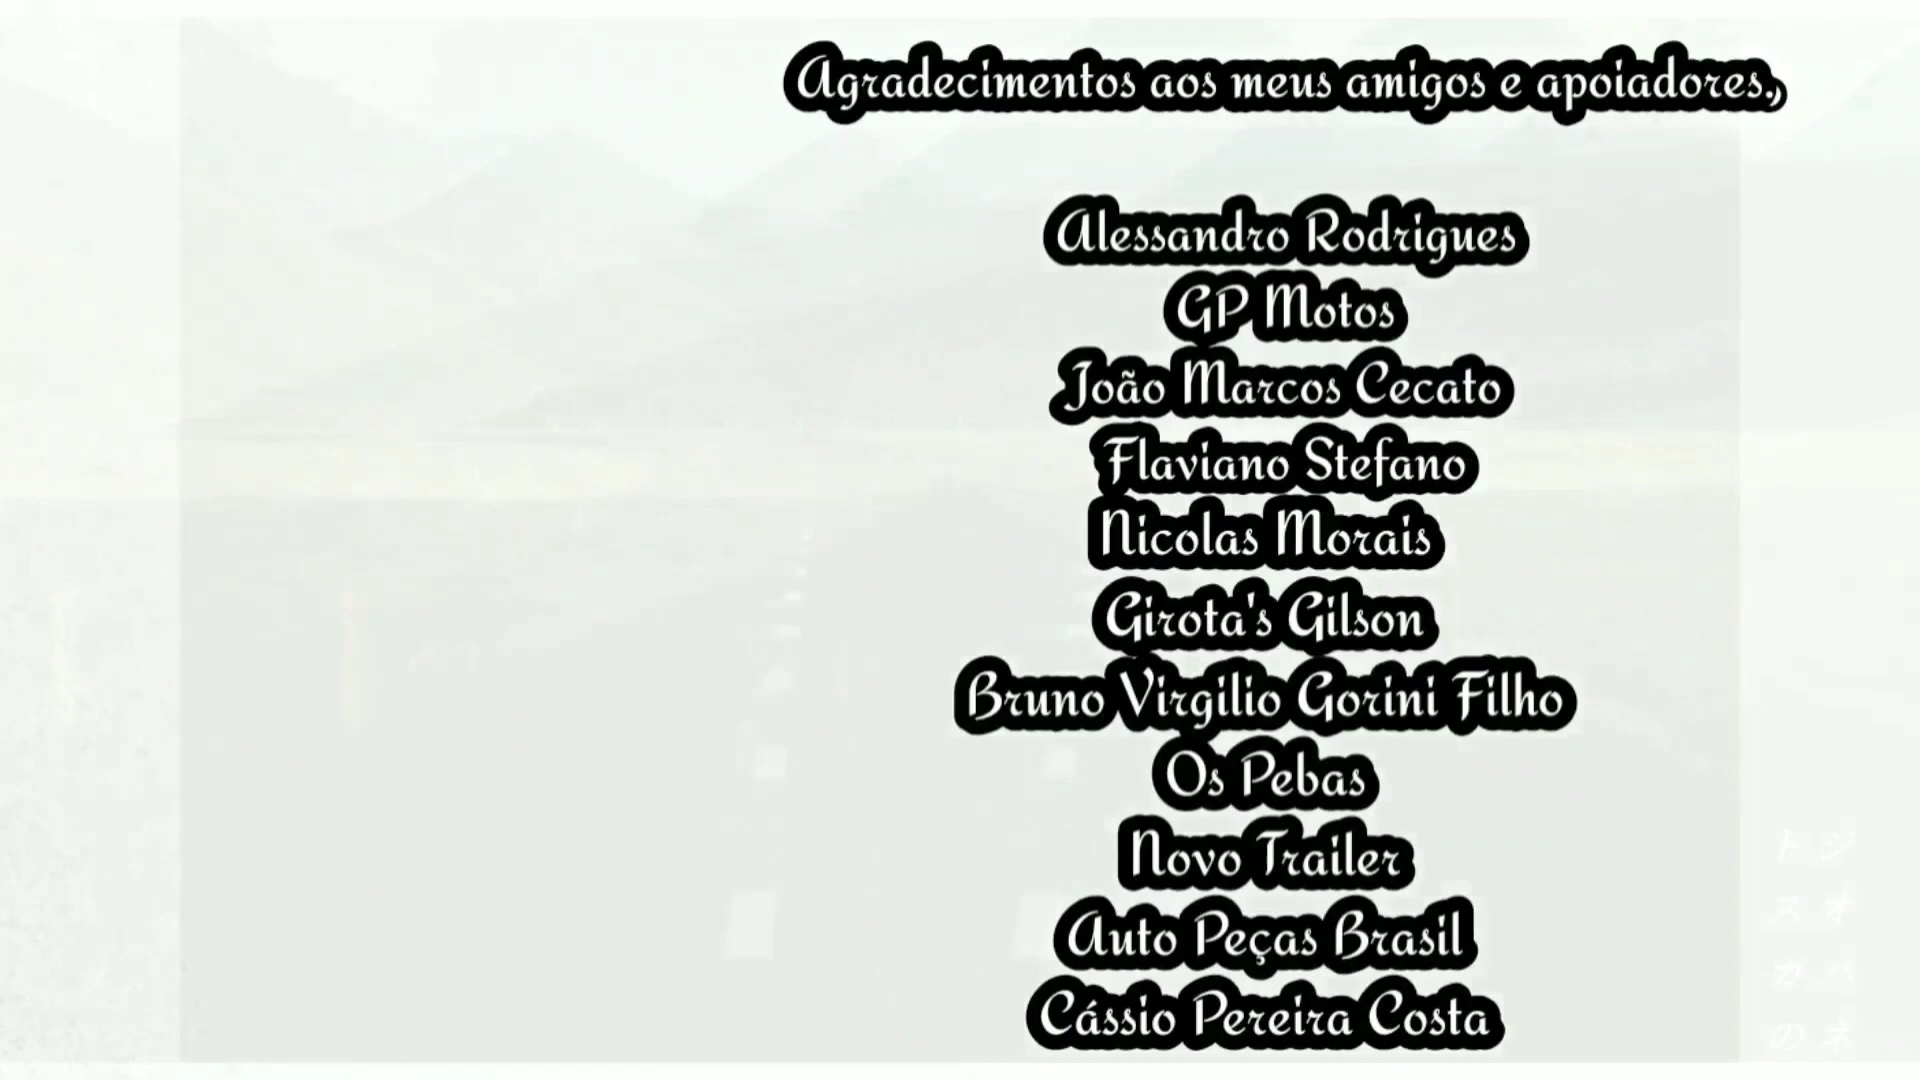 Agradecimentos aos meus amigos e apoiadores.,
Alessandro Rodrigues
GP Motos
João Marcos Cecato
Flaviano Stefano
Nicolas Morais
Girota's Gilson
Bruno Virgilio Gorini Filho
Os Pebas
Novo Trailer
Auto Peças Brasil
Cássio Pereira Costa